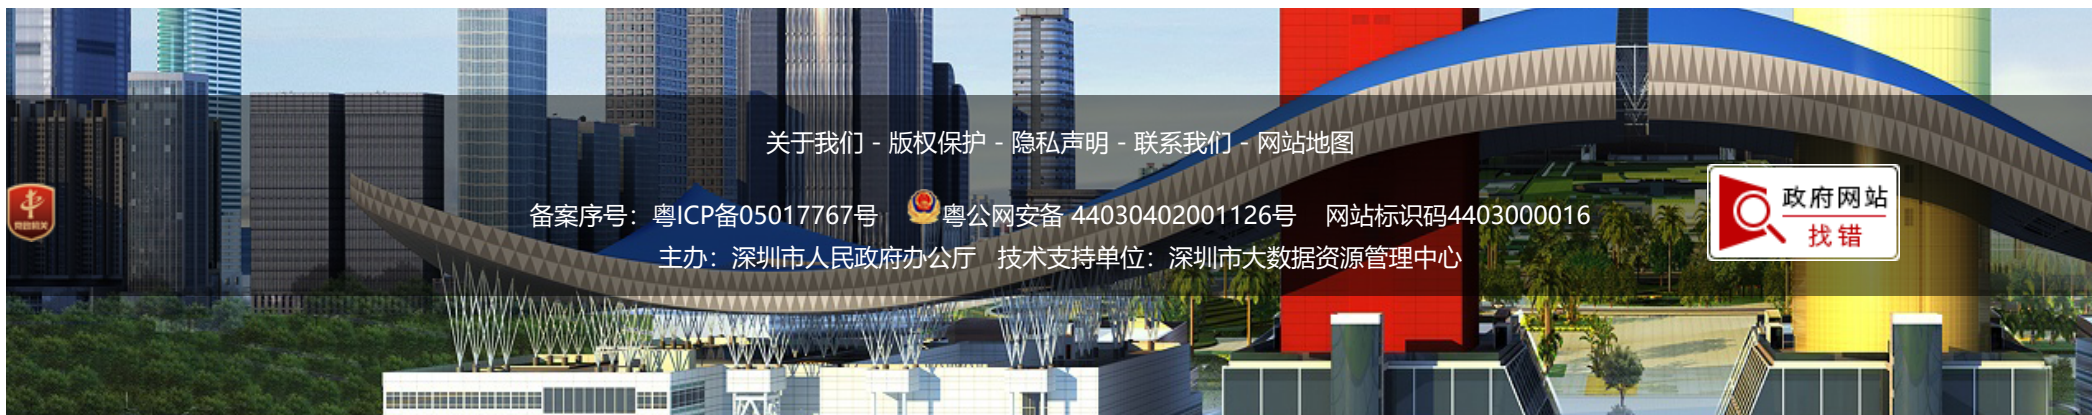 关于我们 - 版权保护 - 隐私声明 - 联系我们 - 网站地图
备案序号：粤ICP备05017767号 粤公网安备 44030402001126号 网站标识码4403000016
主办：深圳市人民政府办公厅 技术支持单位：深圳市大数据资源管理中心
政府网站
找错
党政机关